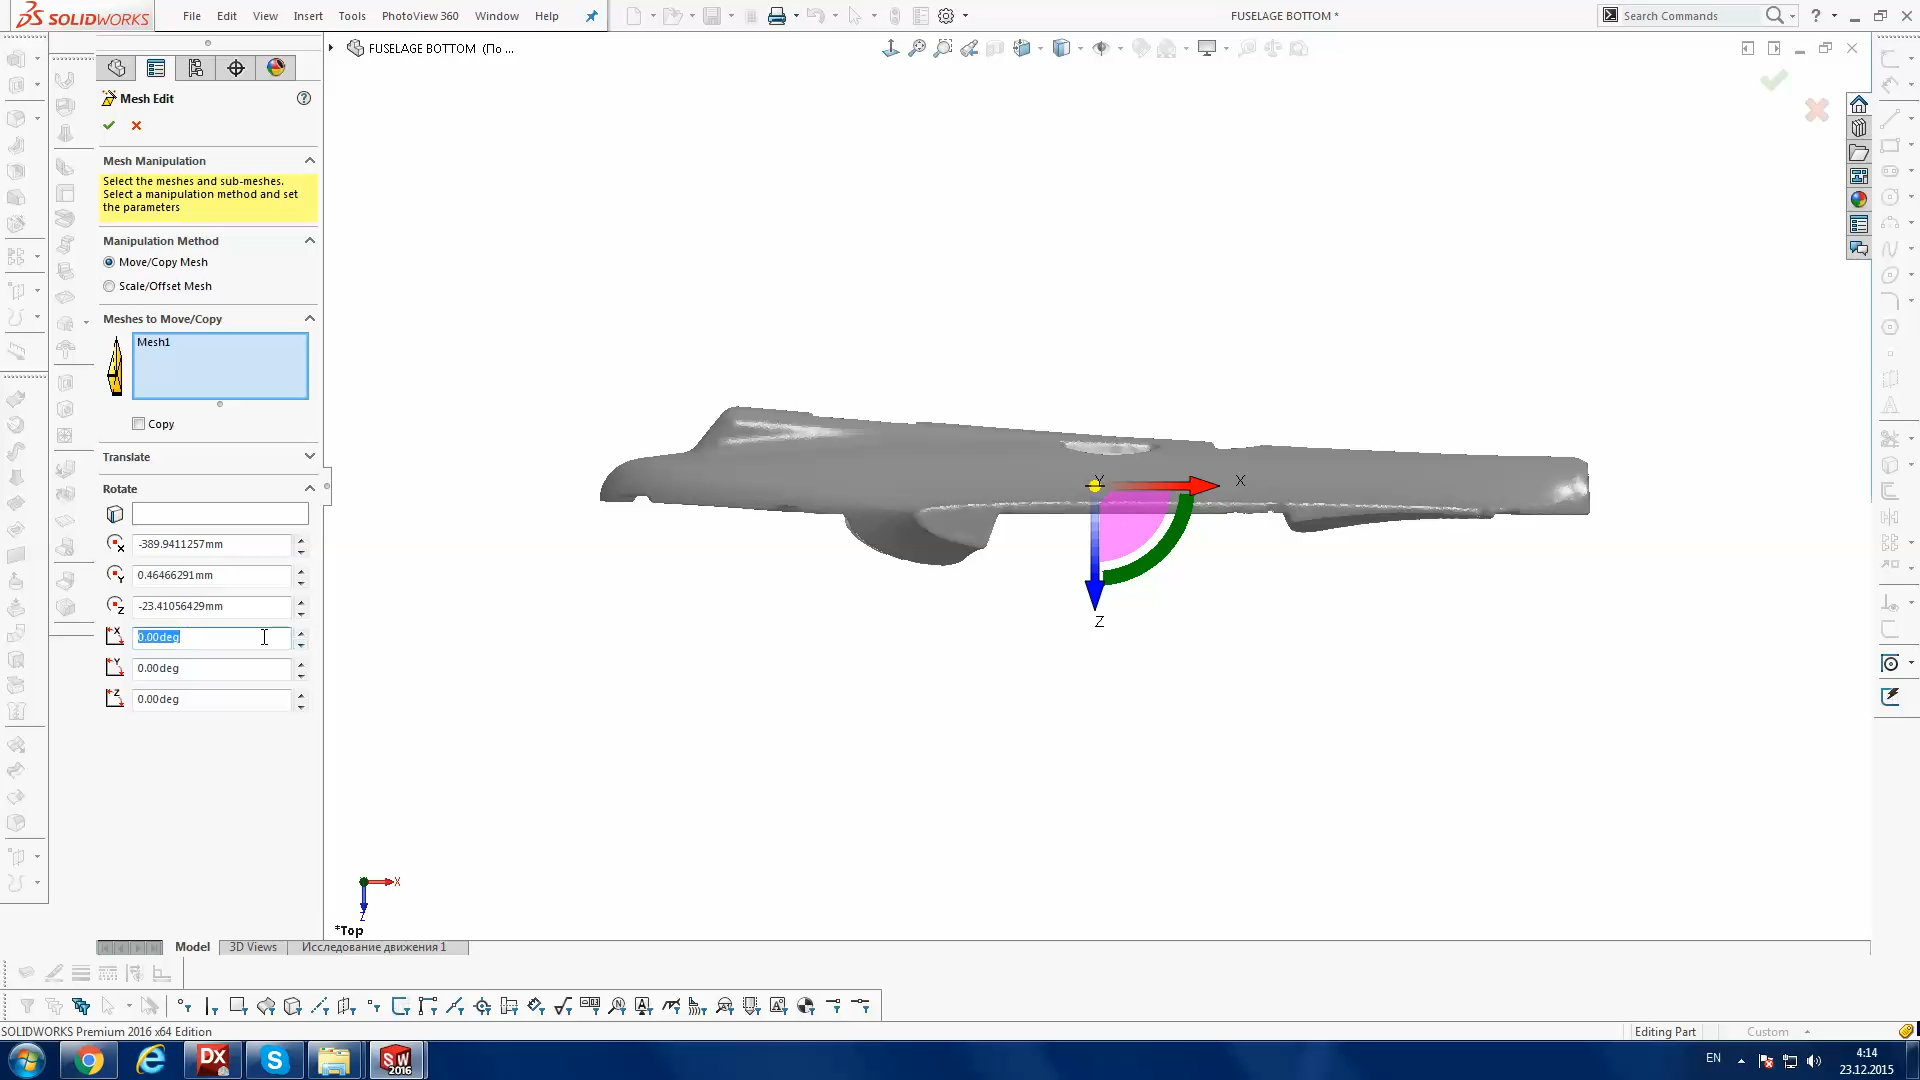 SOLIDWORKS
File
Edit
View
Insert
Tools
PhotoView 360
Window
Help
FUSELAGE BOTTOM *
Search Commands
?
FUSELAGE BOTTOM (По ...
Mesh Edit
?
Mesh Manipulation
Select the meshes and sub-meshes.
Select a manipulation method and set
the parameters
Manipulation Method
Move/Copy Mesh
Scale/Offset Mesh
Meshes to Move/Copy
Mesh1
Copy
Translate
Rotate
-389.9411257mm
0.46466291mm
-23.41056429mm
0.00deg
0.00deg
0.00deg
Y
X
Z
X
Z
*Top
Model
3D Views
Исследование движения 1
SOLIDWORKS Premium 2016 x64 Edition
Editing Part
Custom
DX
S
SW
2016
EN
4:14
23.12.2015